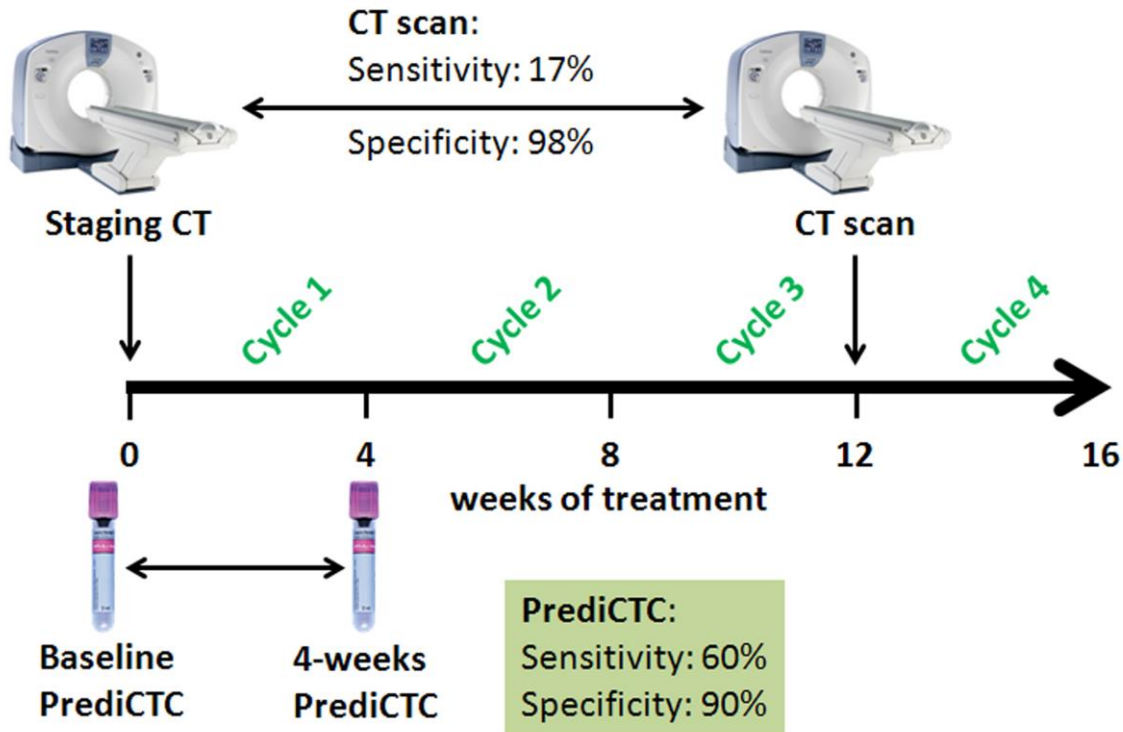 CT scan:
Sensitivity: 17%
Specificity: 98%
Staging CT
CT scan
Cycle 1
Cycle 2
Cycle 3
Cycle 4
0
4
8
12
16
weeks of treatment
Baseline
PrediCTC
4-weeks
PrediCTC
PrediCTC:
Sensitivity: 60%
Specificity: 90%